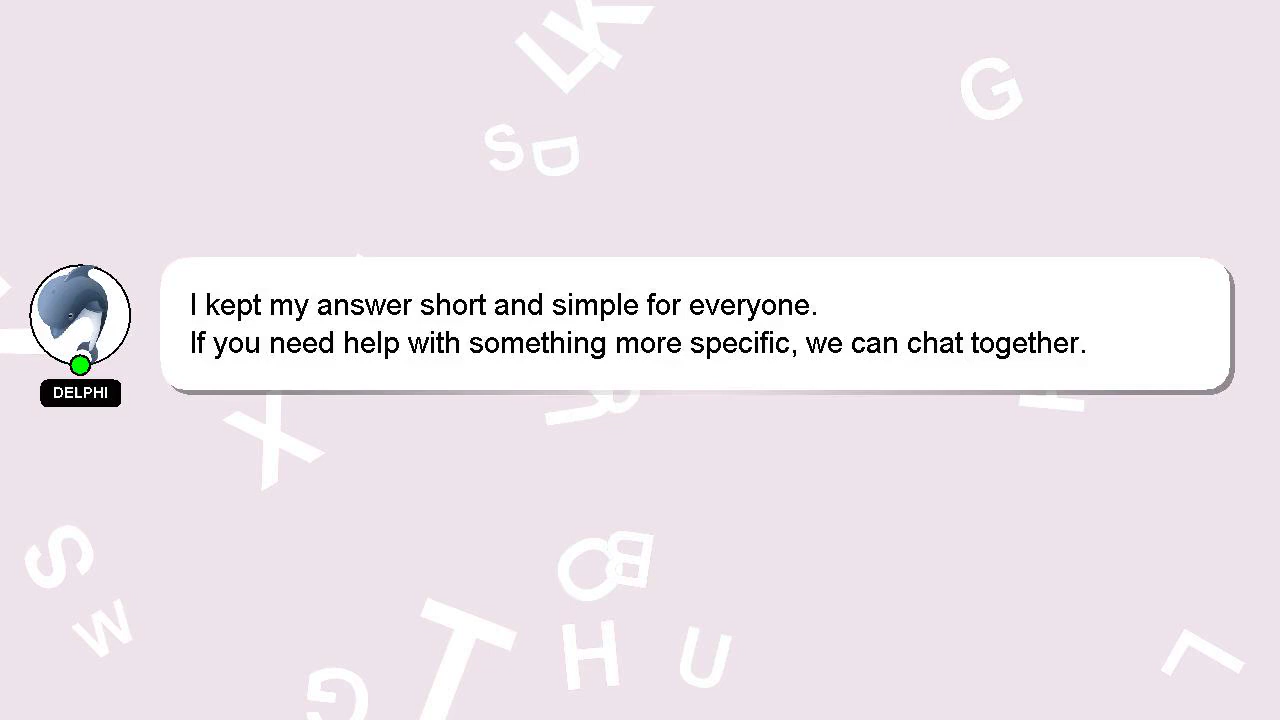 L K
G
S D
I kept my answer short and simple for everyone.
If you need help with something more specific, we can chat together.
DELPHI
X
S
C B
W
T H U L
G